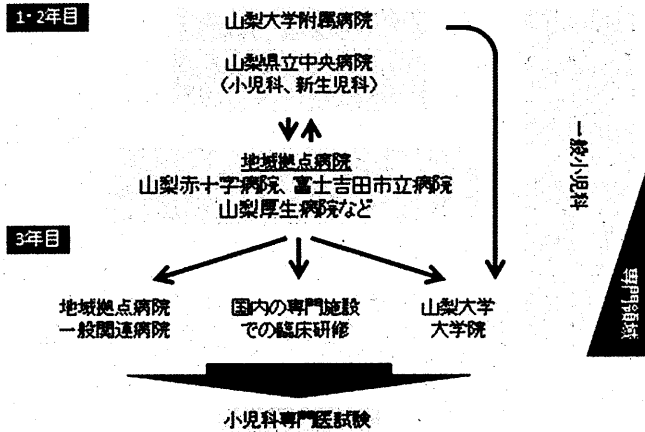 1・2年目
山梨大学附属病院
山梨県立中央病院
（小児科、新生児科）
地域拠点病院
山梨赤十字病院、富士吉田市立病院
山梨厚生病院など
一般小児科
3年目
専門領域
地域拠点病院
一般関連病院
国内の専門施設
での臨床研修
山梨大学
大学院
小児科専門医試験